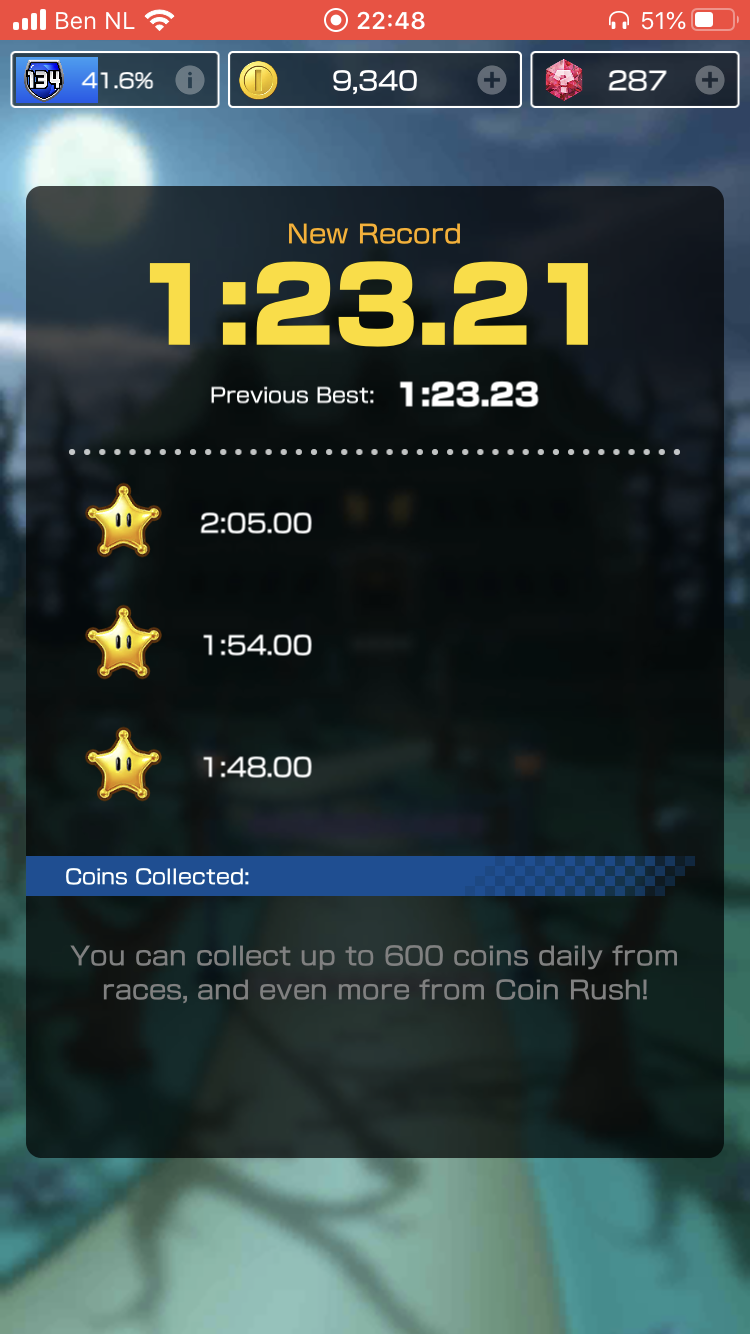 Ben NL 22:48 51%
134 41.6% i 9,340 + 287 +
New Record
1:23.21
Previous Best: 1:23.23
2:05.00
1:54.00
1:48.00
Coins Collected:
You can collect up to 600 coins daily from
races, and even more from Coin Rush!